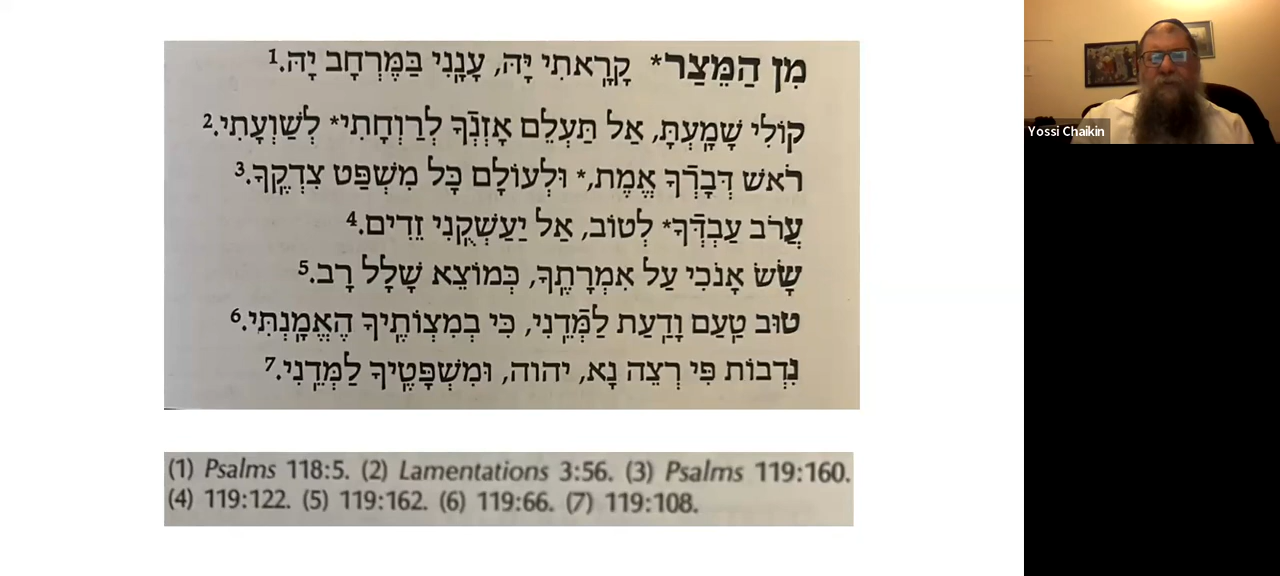 מִן הַמֵּצַר* קָרָֽאתִי יָּהּ, עָנָֽנִי בַמֶּרְחָב יָהּ.1
קוֹלִי שָׁמָֽעְתָּ, אַל תַּעְלֵם אָזְנְךָ לְרַוְחָתִי* לְשַׁוְעָתִי.2
רֹאשׁ דְּבָרְךָ אֱמֶת,* וּלְעוֹלָם כָּל מִשְׁפַּט צִדְקֶֽךָ.3
עֲרֹב עַבְדְּךָ* לְטוֹב, אַל יַעַשְׁקֻֽנִי זֵדִים.4
שָׂשׂ אָנֹכִי עַל אִמְרָתֶֽךָ, כְּמוֹצֵא שָׁלָל רָב.5
טוּב טַֽעַם וָדַֽעַת לַמְּדֵֽנִי, כִּי בְמִצְוֹתֶֽיךָ הֶאֱמָֽנְתִּי.6
נִדְבוֹת פִּי רְצֵה נָא, יהוה, וּמִשְׁפָּטֶֽיךָ לַמְּדֵֽנִי.7
(1) Psalms 118:5. (2) Lamentations 3:56. (3) Psalms 119:160.
(4) 119:122. (5) 119:162. (6) 119:66. (7) 119:108.
Yossi Chaikin